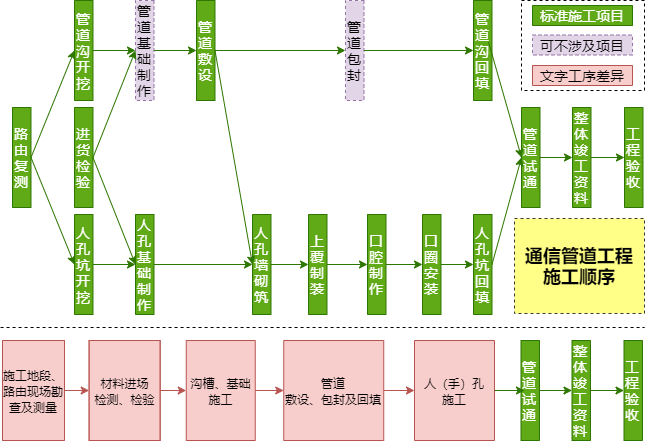 管道沟开挖
管道基础制作
管道敷设
管道包封
管道沟回填
标准施工项目
可不涉及项目
文字工序差异
路由复测
进货检验
管道试通
整体竣工资料
工程验收
人孔坑开挖
人孔基础制作
人孔墙砌筑
上覆制装
口腔制作
口圈安装
人孔坑回填
通信管道工程
施工顺序
施工地段、
路由现场勘
查及测量
材料进场
检测、检验
沟槽、基础
施工
管道
敷设、包封及回填
人（手）孔
施工
管道试通
整体竣工资料
工程验收